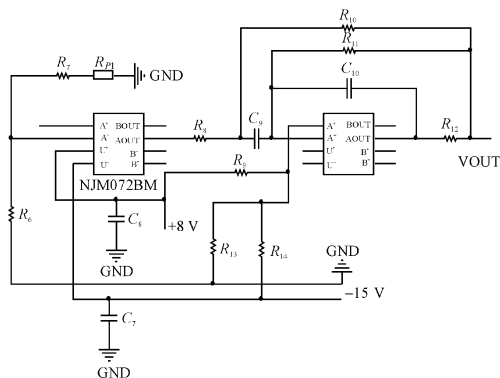 R10
R11
R7 RP1 GND
C10
A+ BOUT
A- AOUT
U+ B-
U- B+
NJM072BM
R8
C9
A+ BOUT
A- AOUT
U+ B-
U- B+
R12
VOUT
R9
R6
C8
+8 V
GND
R13
R14
GND
-15 V
C7
GND